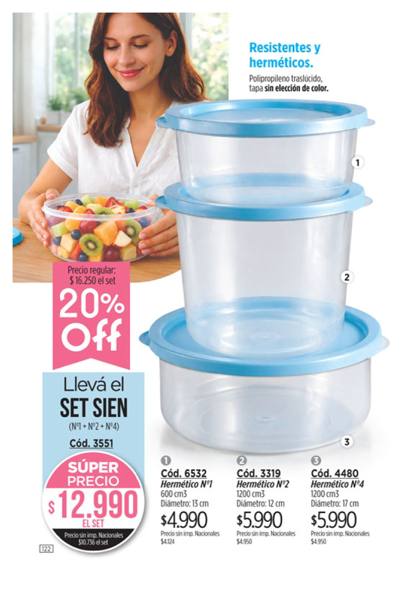 Resistentes y
herméticos.
Polipropileno traslúcido,
tapa sin elección de color.
1
2
3
Precio regular:
$ 16.250 el set
20%
Off
Llevá el
SET SIEN
(Nº1 + Nº2 + Nº4)
Cód. 3551
SÚPER
PRECIO
$ 12.990
EL SET
Precio sin imp. Nacionales
$10.736 el set
1
Cód. 6532
Hermético Nº1
600 cm3
Diámetro: 13 cm
$4.990
Precio sin imp. Nacionales
$4.124
2
Cód. 3319
Hermético Nº2
1200 cm3
Diámetro: 12 cm
$5.990
Precio sin imp. Nacionales
$4.950
3
Cód. 4480
Hermético Nº4
1200 cm3
Diámetro: 17 cm
$5.990
Precio sin imp. Nacionales
$4.950
122